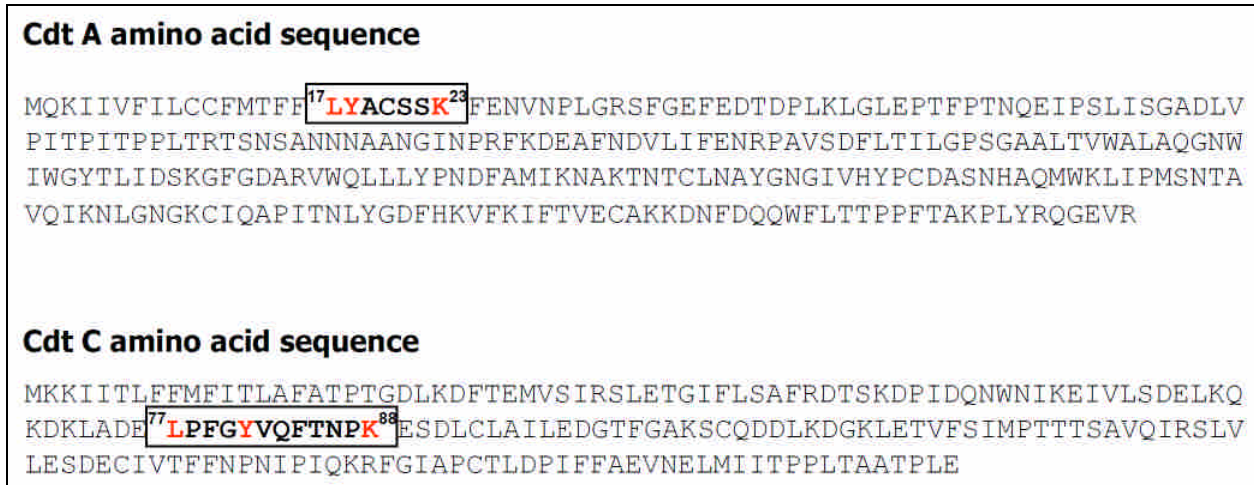 Cdt A amino acid sequence
MQKIIVFILCCFMTFF17LYACSSK23FENVNPLGRSFGEFEDTDPLKLGLEPTFPTNQEIPSLISGADLV
PITPITPPLTRTSNSANNNAANGINPRFKDEAFNDVLIFENRPAVSDFLTILGPSGAALTVWALAQGNW
IWGYTLIDSKGFGDARVWQLLLYPNDFAMIKNAKTNTCLNAYGNGIVHYPCDASNHAQMWKLIPMSNTA
VQIKNLGNGKCIQAPITNLYGDFHKVFKIFTVECAKKDNFDQQWFLTTPPFTAKPLYRQGEVR
Cdt C amino acid sequence
MKKIITLFFMFITLAFATPTGDLKDFTEMVSIRSLETGIFLSAFRDTSKDPIDQNWNIKEIVLSDELKQ
KDKLADE77LPFGYVQFTNPK88ESDLCLAILEDGTFGAKSCQDDLKDGKLETVFSIMPTTTSAVQIRSLV
LESDECIVTFFNPNIPIQKRFGIAPCTLDPIFFAEVNELMIITPPLTAATPLE